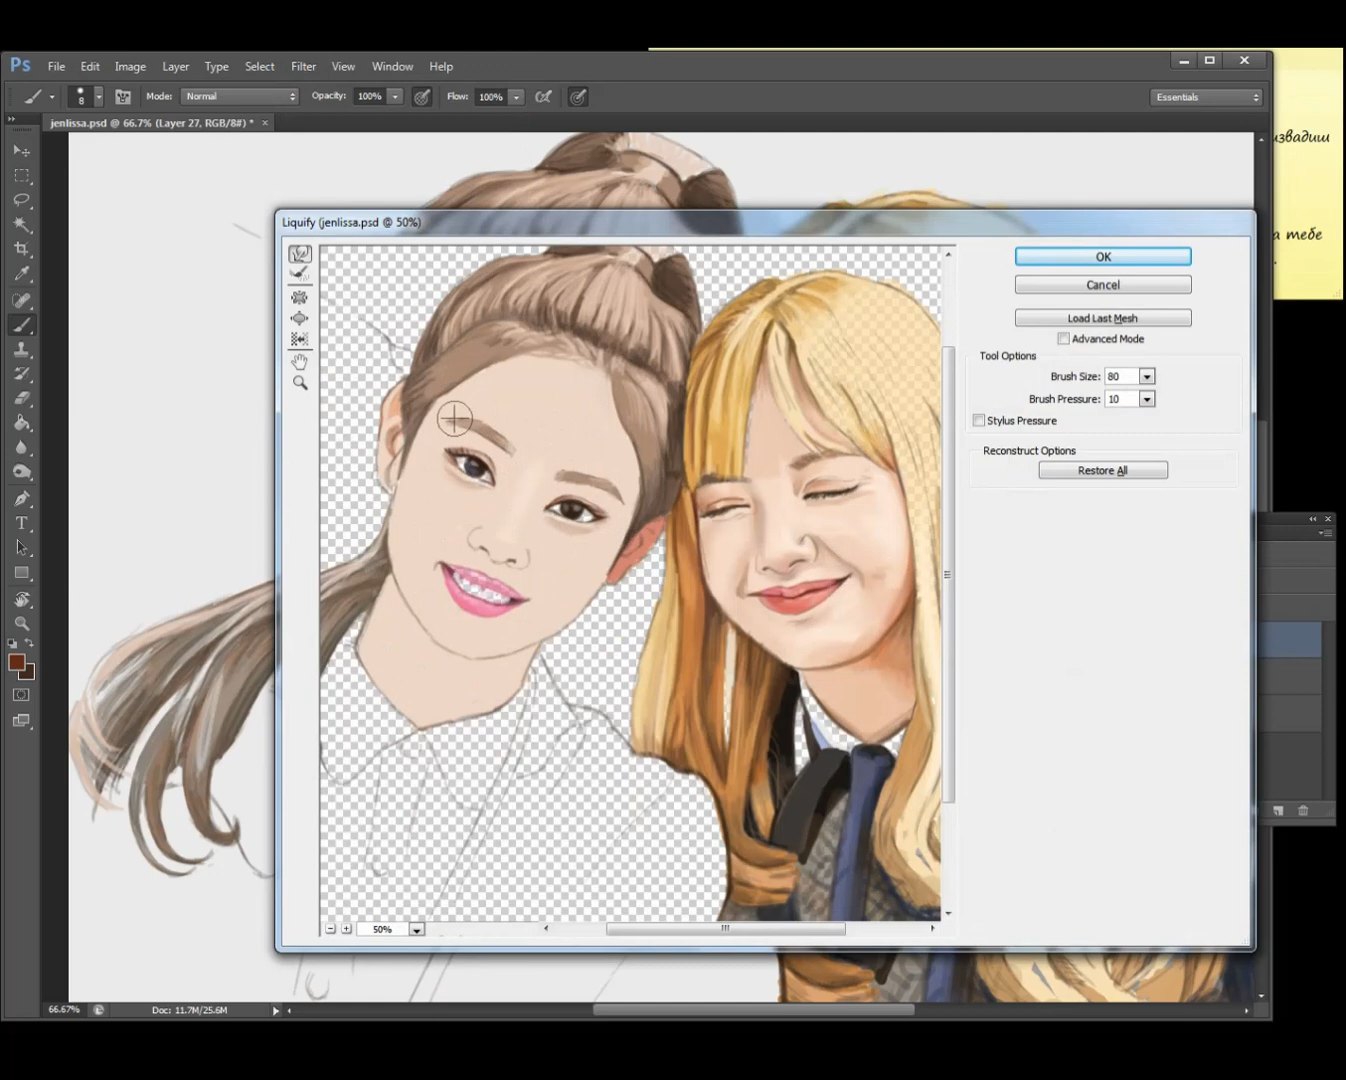 Ps File Edit Image Layer Type Select Filter View Window Help
8 Mode: Normal Opacity: 100% Flow: 100% Essentials
jenlissa.psd @ 66.7% (Layer 27, RGB/8#) * ×
извадиш
Liquify (jenlissa.psd @ 50%)
а тебе
OK
Cancel
Load Last Mesh
Advanced Mode
Tool Options
Brush Size: 80
Brush Pressure: 10
Stylus Pressure
Reconstruct Options
Restore All
50%
66.67% Doc: 11.7M/25.6M